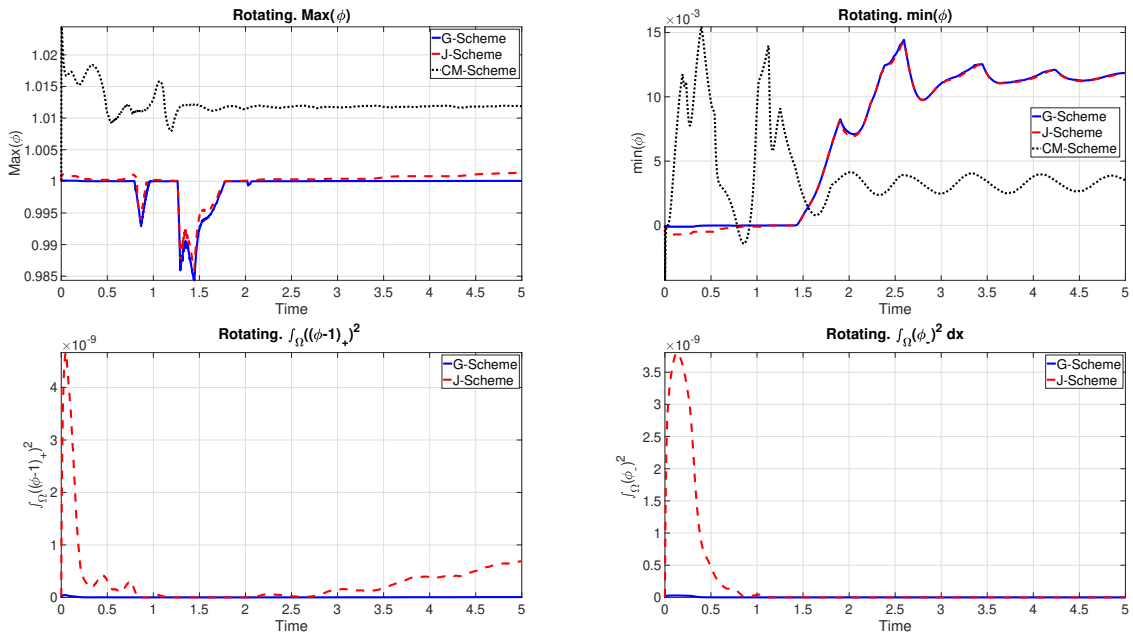 Rotating. Max(ϕ)
Max(ϕ)
1.02
1.015
1.01
1.005
1
0.995
0.99
0.985
0 0.5 1 1.5 2 2.5 3 3.5 4 4.5 5
Time
G-Scheme
J-Scheme
CM-Scheme
Rotating. min(ϕ)
×10⁻³
min(ϕ)
15
10
5
0
0 0.5 1 1.5 2 2.5 3 3.5 4 4.5 5
Time
G-Scheme
J-Scheme
CM-Scheme
Rotating. ∫_Ω((ϕ-1)₊)²
×10⁻⁹
∫_Ω((ϕ-1)₊)²
4
3
2
1
0
0 0.5 1 1.5 2 2.5 3 3.5 4 4.5 5
Time
G-Scheme
J-Scheme
Rotating. ∫_Ω(ϕ₋)² dx
×10⁻⁹
∫_Ω(ϕ₋)²
3.5
3
2.5
2
1.5
1
0.5
0
0 0.5 1 1.5 2 2.5 3 3.5 4 4.5 5
Time
G-Scheme
J-Scheme